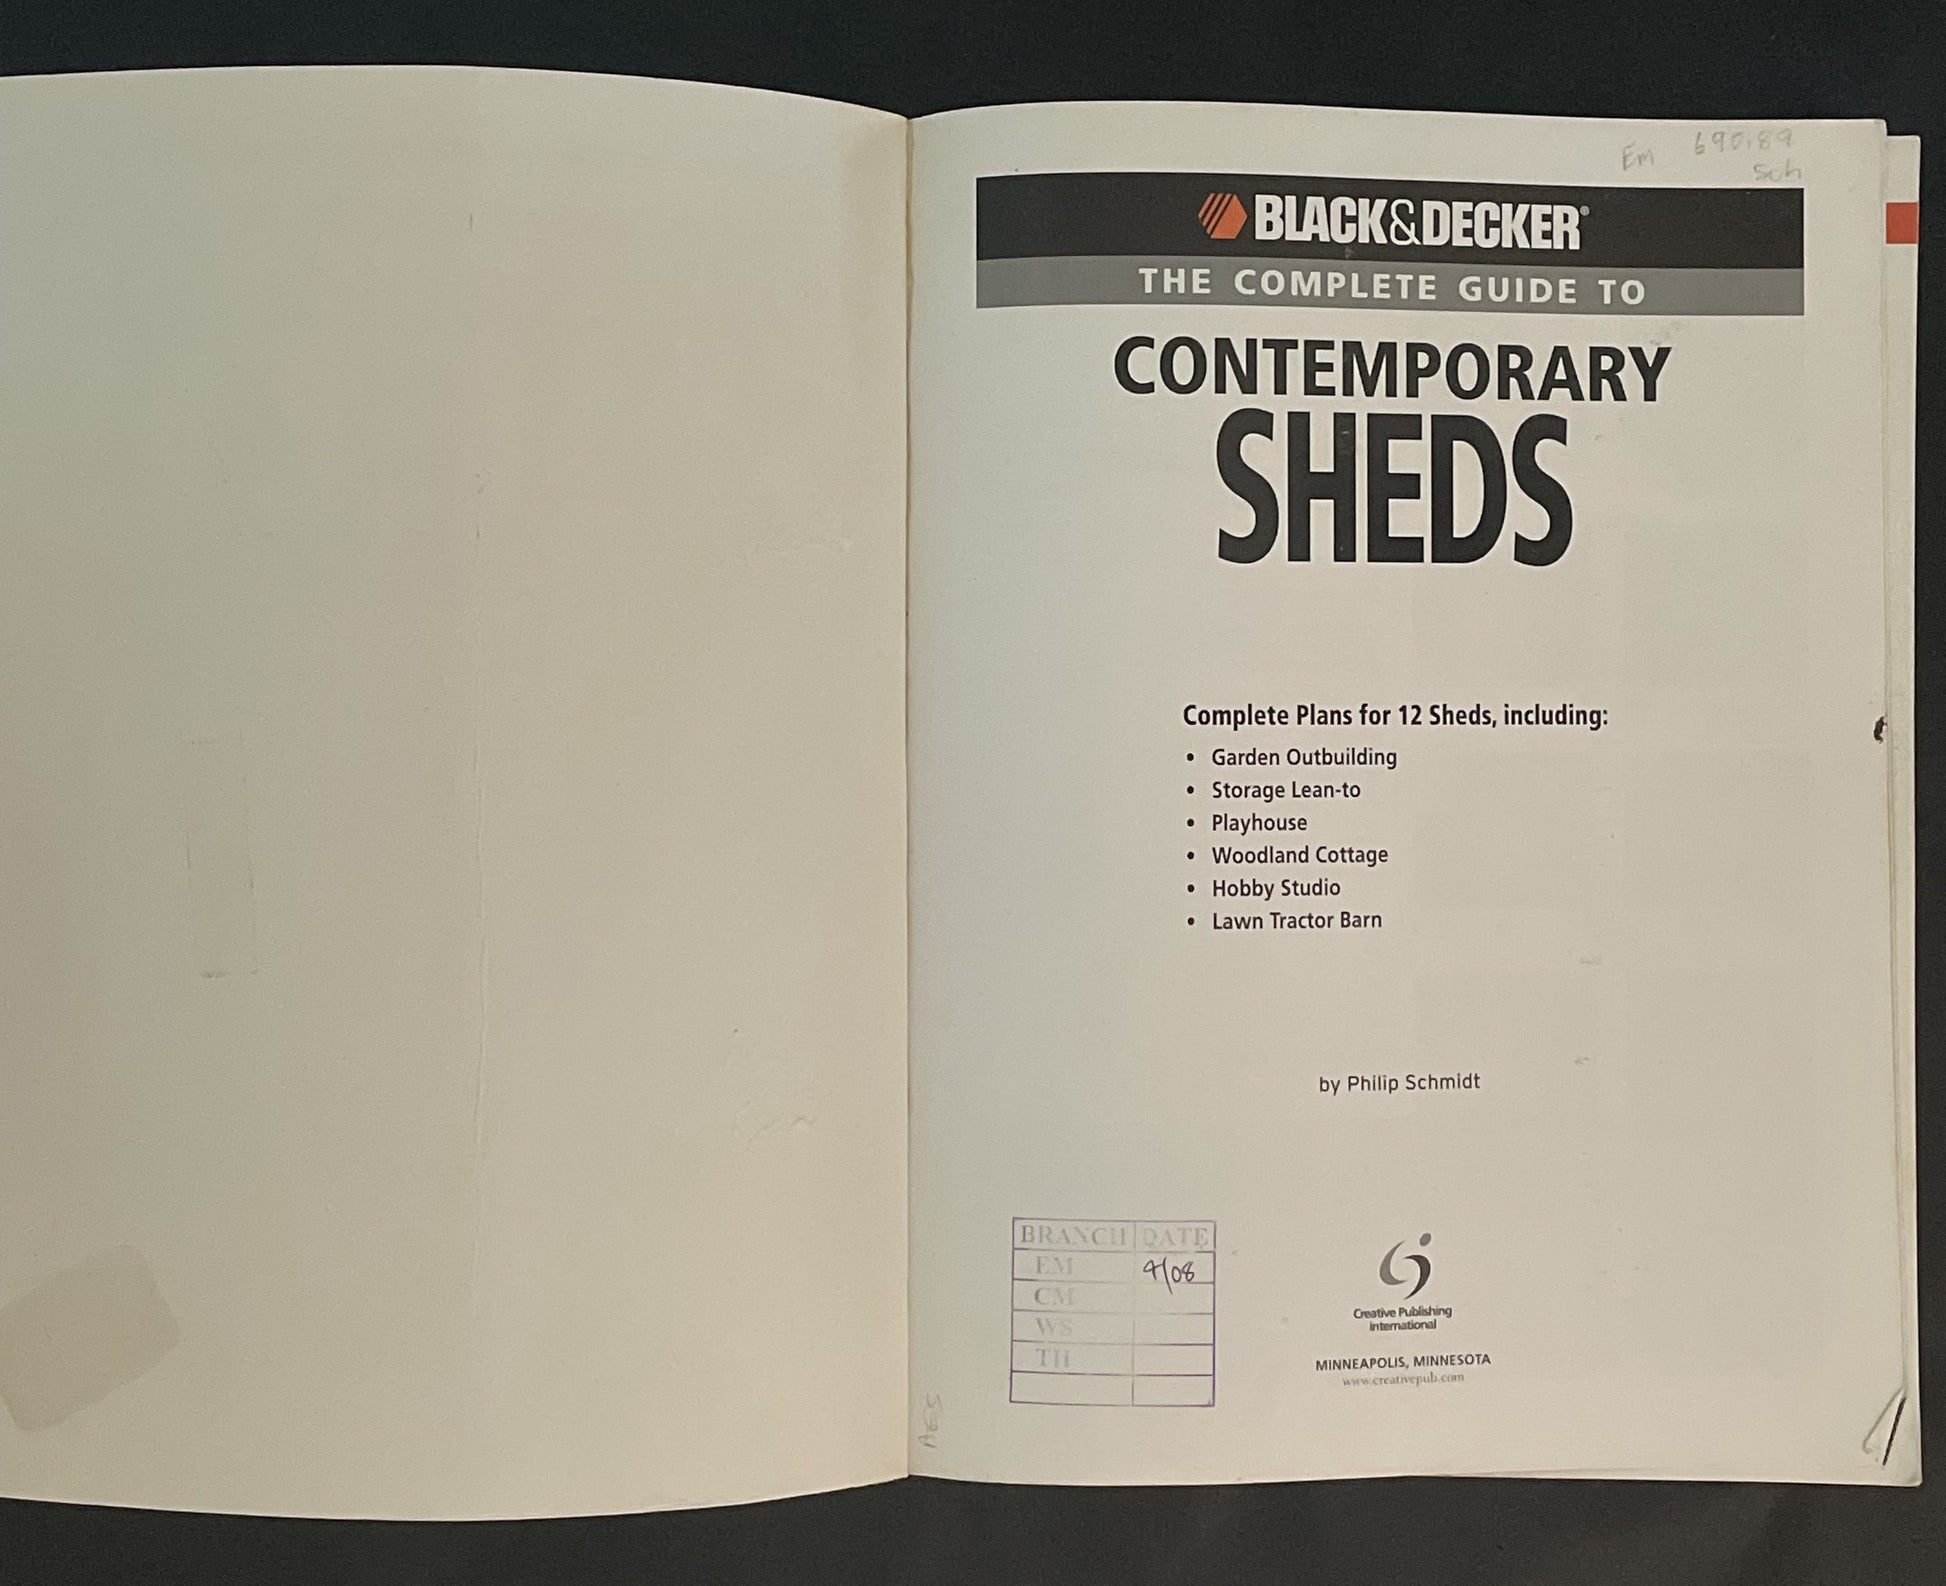 Em 690.89
Sch
BLACK&DECKER®
THE COMPLETE GUIDE TO
CONTEMPORARY
SHEDS
Complete Plans for 12 Sheds, including:
• Garden Outbuilding
• Storage Lean-to
• Playhouse
• Woodland Cottage
• Hobby Studio
• Lawn Tractor Barn
by Philip Schmidt
BRANCH DATE
EM 9/08
CM
WS
TH
Creative Publishing
international
MINNEAPOLIS, MINNESOTA
www.creativepub.com